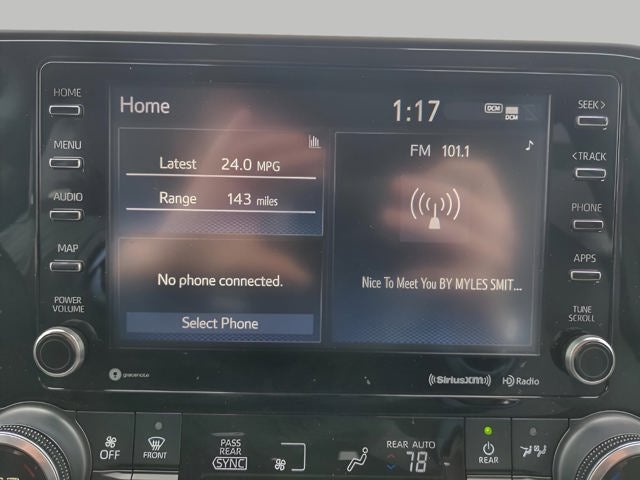 HOME
MENU
AUDIO
MAP
POWER
VOLUME
Home
1:17
DCM
DCM
Latest 24.0 MPG
Range 143 miles
No phone connected.
Select Phone
FM 101.1
Nice To Meet You BY MYLES SMIT...
SEEK>
<TRACK
PHONE
APPS
TUNE
SCROLL
gracenote
((SiriusXM))
HD Radio
OFF
FRONT
PASS
REAR
SYNC
REAR AUTO
78
REAR